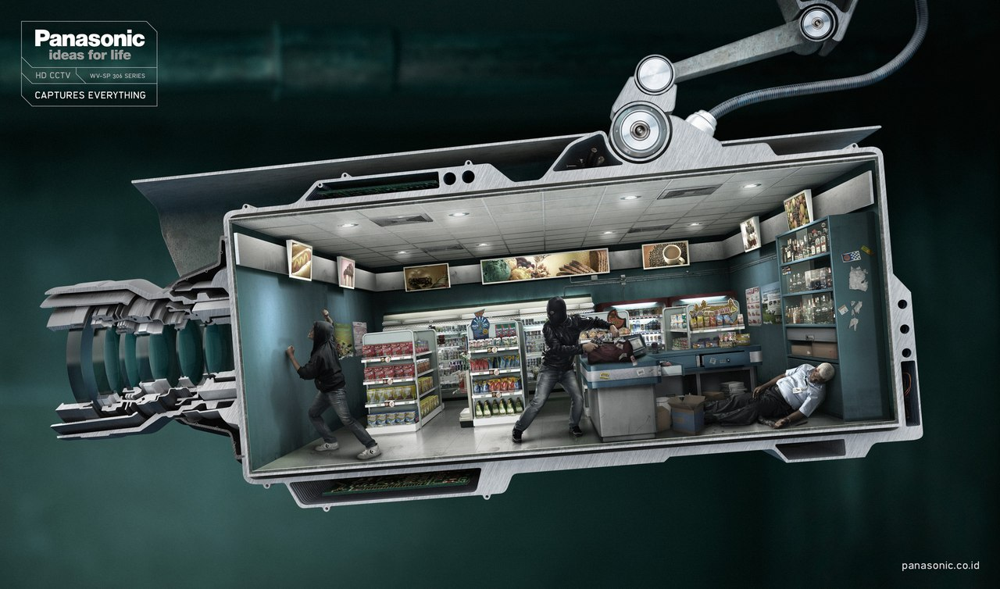 Panasonic
ideas for life
HD CCTV WV-SP 306 SERIES
CAPTURES EVERYTHING
panasonic.co.id